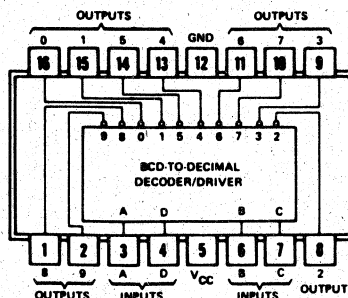 OUTPUTS OUTPUTS
0 1 5 4 GND 6 7 3
16 15 14 13 12 11 10 9
9 8 0 1 5 4 6 7 3 2
BCD-TO-DECIMAL
DECODER/DRIVER
A D B C
1 2 3 4 5 6 7 8
8 9 A D VCC B C 2
OUTPUTS INPUTS INPUTS OUTPUT